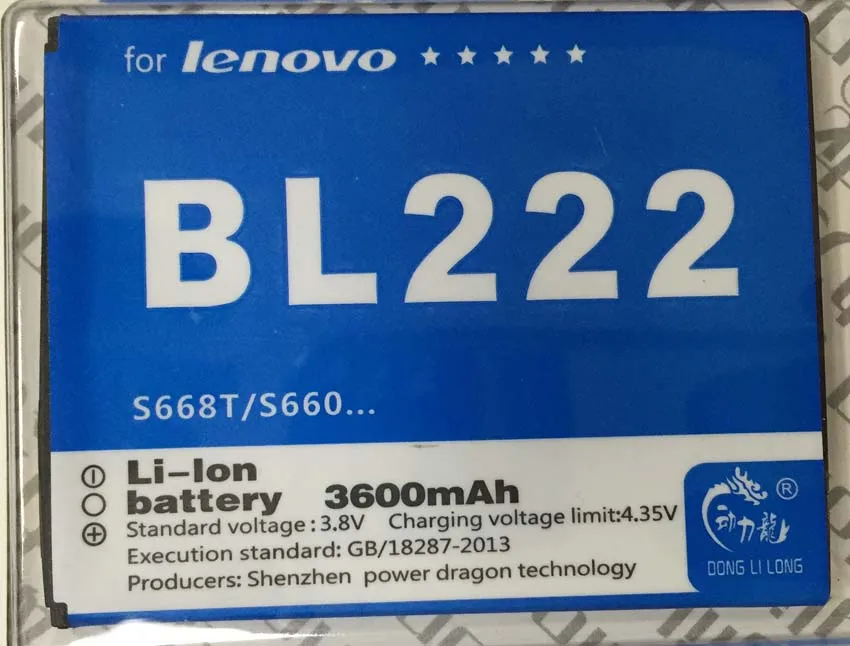 for lenovo ★★★★★
BL222
S668T/S660...
Li-Ion
battery 3600mAh
Standard voltage:3.8V Charging voltage limit:4.35V
Execution standard: GB/18287-2013
Producers: Shenzhen power dragon technology
®
动力龍
DONG LI LONG